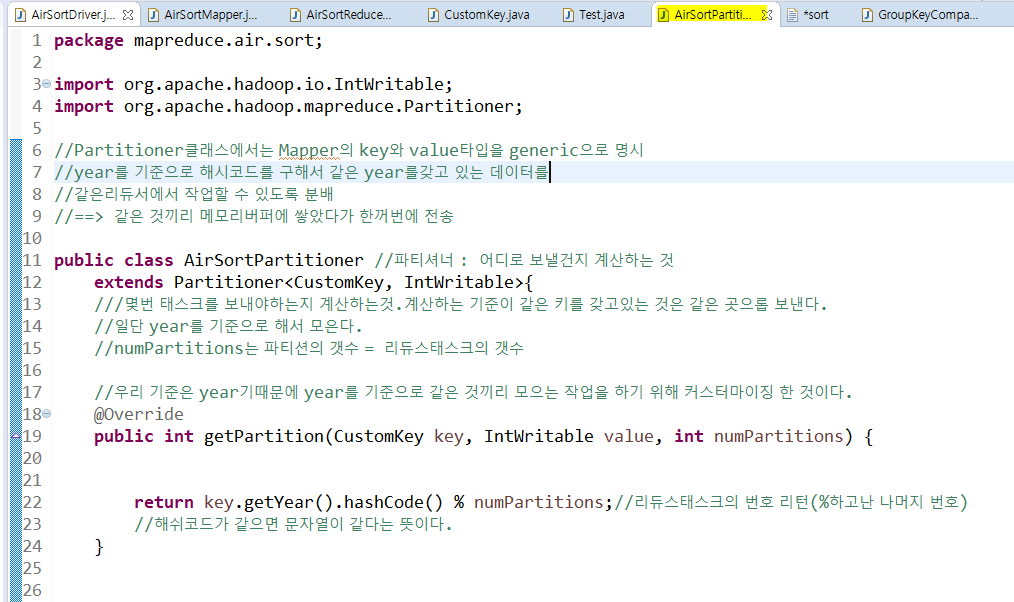 AirSortDriver.j... AirSortMapper.j... AirSortReduce... CustomKey.java Test.java AirSortPartiti... *sort GroupKeyCompa...
1 package mapreduce.air.sort;
2
3 import org.apache.hadoop.io.IntWritable;
4 import org.apache.hadoop.mapreduce.Partitioner;
5
6 //Partitioner클래스에서는 Mapper의 key와 value타입을 generic으로 명시
7 //year를 기준으로 해시코드를 구해서 같은 year를갖고 있는 데이터를
8 //같은리듀서에서 작업할 수 있도록 분배
9 //==> 같은 것끼리 메모리버퍼에 쌓았다가 한꺼번에 전송
10
11 public class AirSortPartitioner //파티셔너 : 어디로 보낼건지 계산하는 것
12 extends Partitioner<CustomKey, IntWritable>{
13 ///몇번 태스크를 보내야하는지 계산하는것.계산하는 기준이 같은 키를 갖고있는 것은 같은 곳으롭 보낸다.
14 //일단 year를 기준으로 해서 모은다.
15 //numPartitions는 파티션의 갯수 = 리듀스태스크의 갯수
16
17 //우리 기준은 year기때문에 year를 기준으로 같은 것끼리 모으는 작업을 하기 위해 커스터마이징 한 것이다.
18 @Override
19 public int getPartition(CustomKey key, IntWritable value, int numPartitions) {
20
21
22 return key.getYear().hashCode() % numPartitions;//리듀스태스크의 번호 리턴(%하고난 나머지 번호)
23 //해쉬코드가 같으면 문자열이 같다는 뜻이다.
24 }
25
26